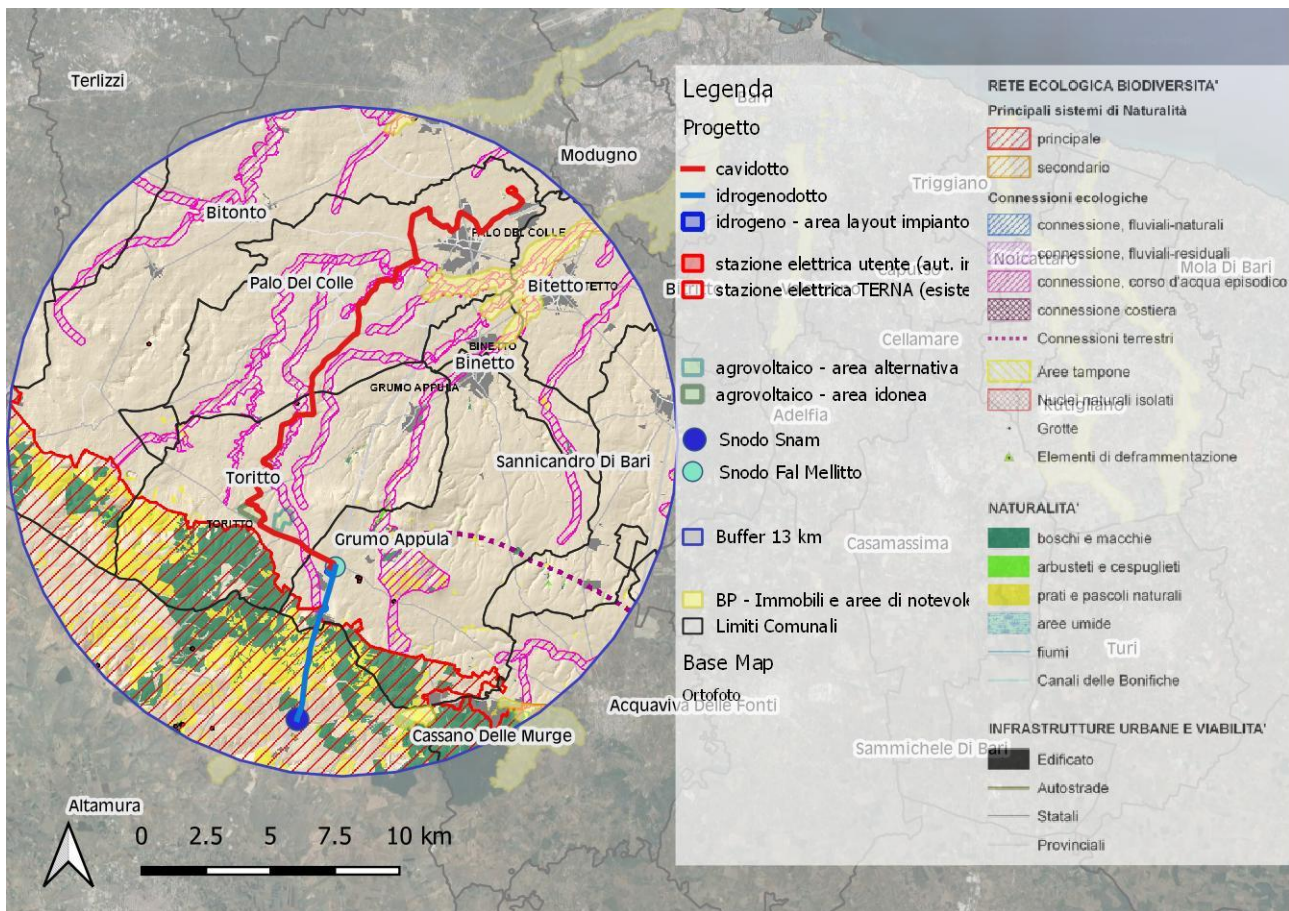 Terlizzi
Modugno
Bitonto
PALO DEL COLLE
Palo Del Colle
Bitetto
BINETTO
Binetto
GRUMO APPULA
Sannicandro Di Bari
Toritto
TORITTO
Grumo Appula
Cassano Delle Murge
Acquaviva Delle Fonti
Altamura
0 2.5 5 7.5 10 km
Legenda
Bari
Progetto
cavidotto
idrogenodotto
idrogeno - area layout impianto
stazione elettrica utente (aut. in
stazione elettrica TERNA (esiste
agrovoltaico - area alternativa
agrovoltaico - area idonea
Snodo Snam
Snodo Fal Mellitto
Buffer 13 km
BP - Immobili e aree di notevole
Limiti Comunali
Base Map
Ortofoto
Triggiano
Capurso
Noicattaro
Mola Di Bari
Cellamare
Adelfia
Rutigliano
Casamassima
Turi
Sammichele Di Bari
RETE ECOLOGICA BIODIVERSITA'
Principali sistemi di Naturalità
principale
secondario
Connessioni ecologiche
connessione, fluviali-naturali
connessione, fluviali-residuali
connessione, corso d'acqua episodico
connessione costiera
Connessioni terrestri
Aree tampone
Nuclei naturali isolati
Grotte
Elementi di deframmentazione
NATURALITA'
boschi e macchie
arbusteti e cespuglieti
prati e pascoli naturali
aree umide
fiumi
Canali delle Bonifiche
INFRASTRUTTURE URBANE E VIABILITA'
Edificato
Autostrade
Statali
Provinciali